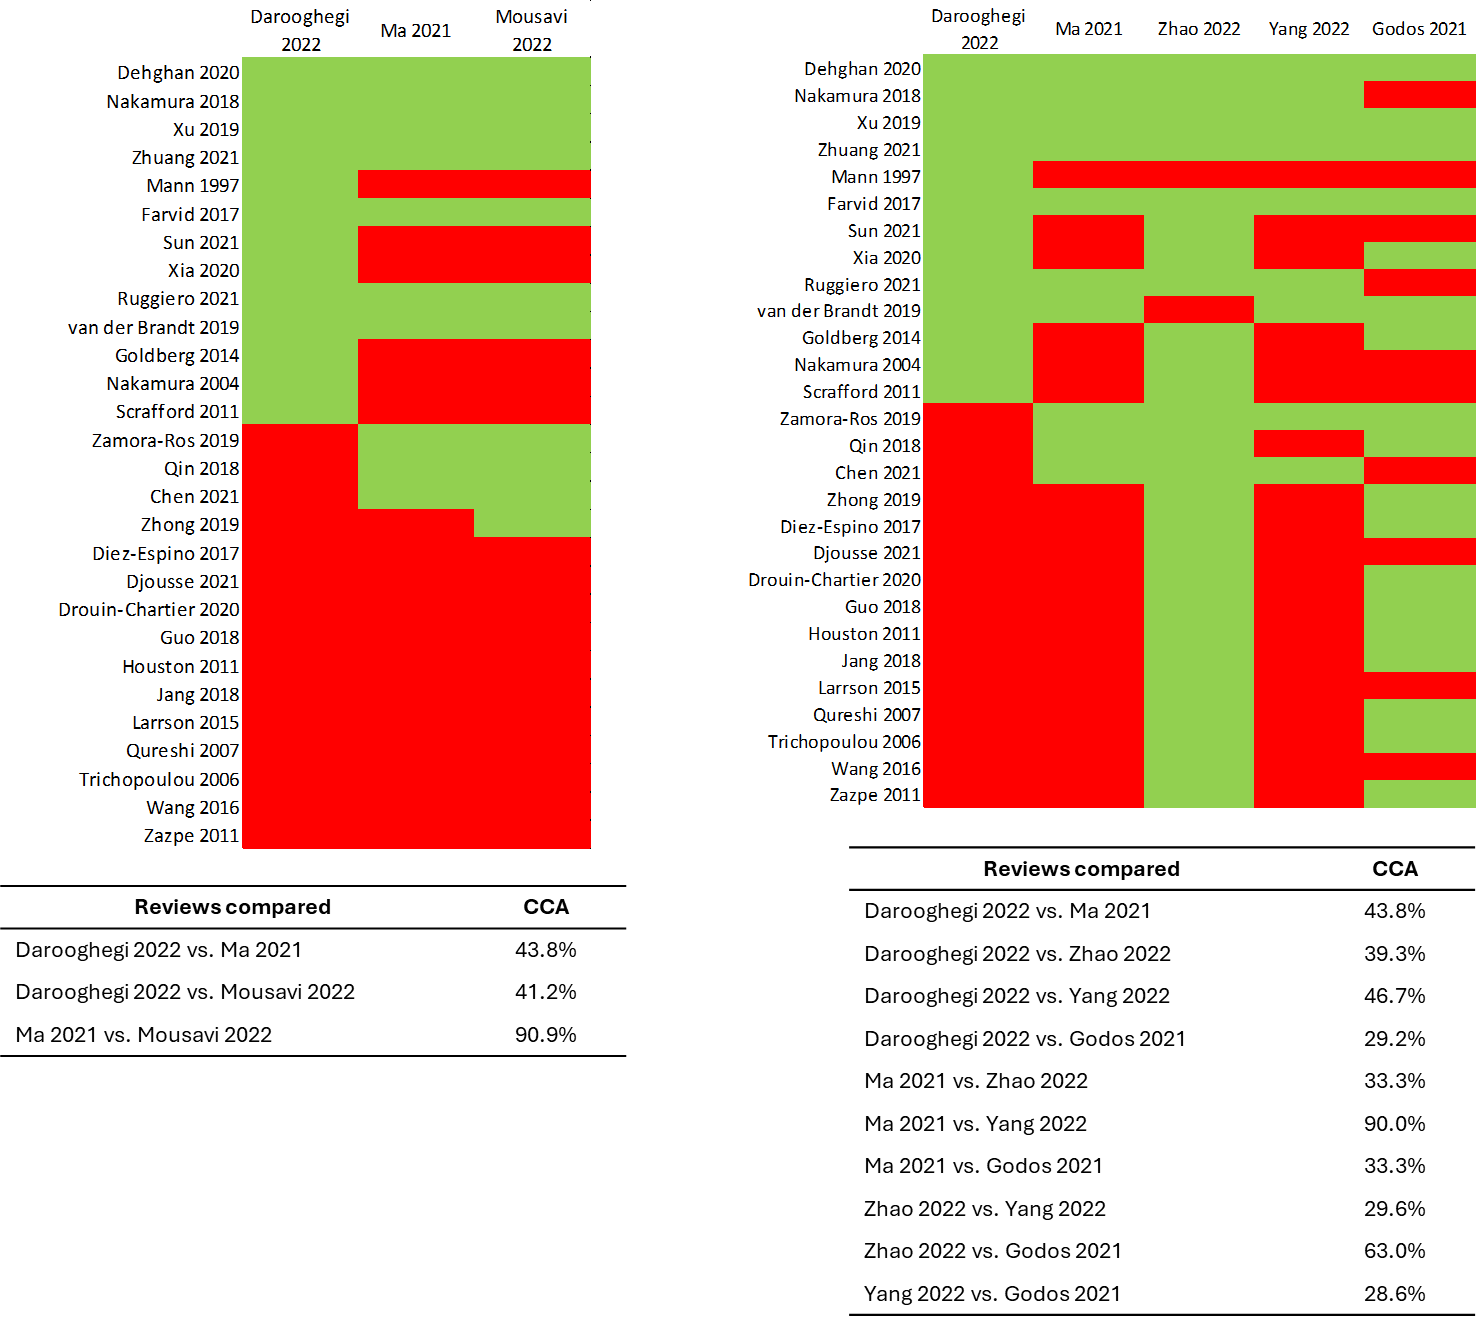 Darooghegi
2022
Ma 2021
Mousavi
2022
Dehghan 2020
Nakamura 2018
Xu 2019
Zhuang 2021
Mann 1997
Farvid 2017
Sun 2021
Xia 2020
Ruggiero 2021
van der Brandt 2019
Goldberg 2014
Nakamura 2004
Scrafford 2011
Zamora-Ros 2019
Qin 2018
Chen 2021
Zhong 2019
Diez-Espino 2017
Djousse 2021
Drouin-Chartier 2020
Guo 2018
Houston 2011
Jang 2018
Larrson 2015
Qureshi 2007
Trichopoulou 2006
Wang 2016
Zazpe 2011
Reviews compared CCA
Darooghegi 2022 vs. Ma 2021 43.8%
Darooghegi 2022 vs. Mousavi 2022 41.2%
Ma 2021 vs. Mousavi 2022 90.9%
Darooghegi
2022
Ma 2021
Zhao 2022
Yang 2022
Godos 2021
Dehghan 2020
Nakamura 2018
Xu 2019
Zhuang 2021
Mann 1997
Farvid 2017
Sun 2021
Xia 2020
Ruggiero 2021
van der Brandt 2019
Goldberg 2014
Nakamura 2004
Scrafford 2011
Zamora-Ros 2019
Qin 2018
Chen 2021
Zhong 2019
Diez-Espino 2017
Djousse 2021
Drouin-Chartier 2020
Guo 2018
Houston 2011
Jang 2018
Larrson 2015
Qureshi 2007
Trichopoulou 2006
Wang 2016
Zazpe 2011
Reviews compared CCA
Darooghegi 2022 vs. Ma 2021 43.8%
Darooghegi 2022 vs. Zhao 2022 39.3%
Darooghegi 2022 vs. Yang 2022 46.7%
Darooghegi 2022 vs. Godos 2021 29.2%
Ma 2021 vs. Zhao 2022 33.3%
Ma 2021 vs. Yang 2022 90.0%
Ma 2021 vs. Godos 2021 33.3%
Zhao 2022 vs. Yang 2022 29.6%
Zhao 2022 vs. Godos 2021 63.0%
Yang 2022 vs. Godos 2021 28.6%